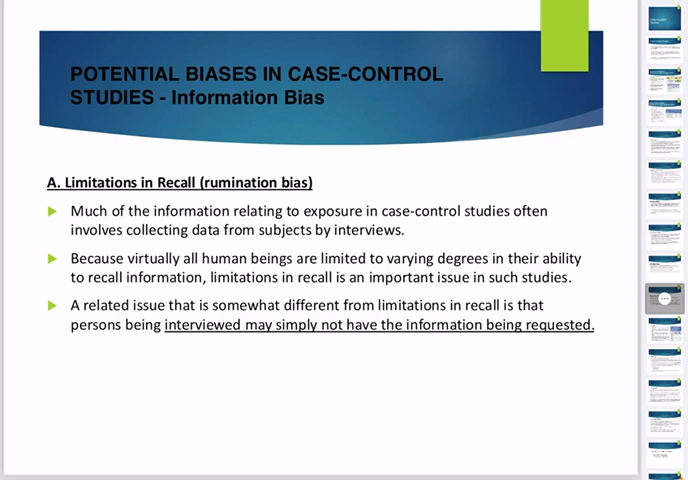 POTENTIAL BIASES IN CASE-CONTROL
STUDIES - Information Bias
A. Limitations in Recall (rumination bias)
Much of the information relating to exposure in case-control studies often
involves collecting data from subjects by interviews.
Because virtually all human beings are limited to varying degrees in their ability
to recall information, limitations in recall is an important issue in such studies.
A related issue that is somewhat different from limitations in recall is that
persons being interviewed may simply not have the information being requested.